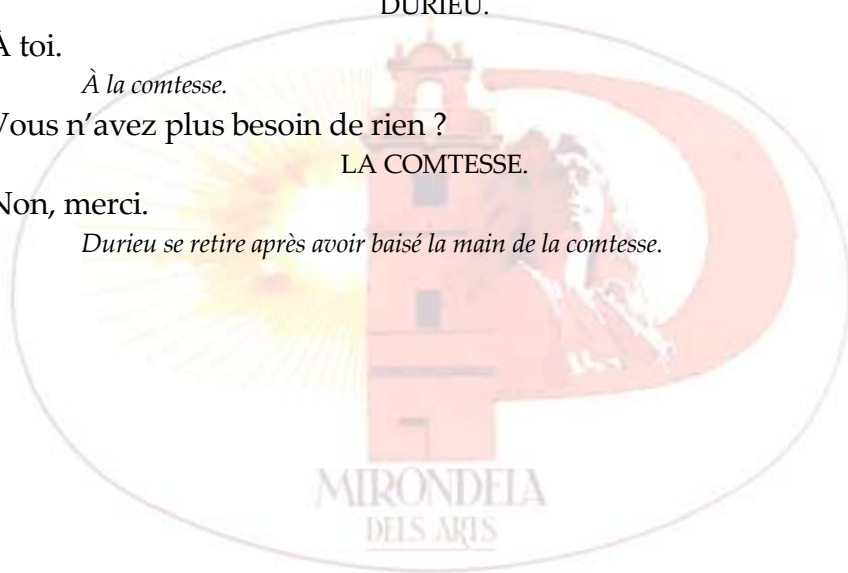 DURIEU.
À toi.
À la comtesse.
Vous n’avez plus besoin de rien ?
LA COMTESSE.
Non, merci.
Durieu se retire après avoir baisé la main de la comtesse.
MIRONDELA
DELS ARTS